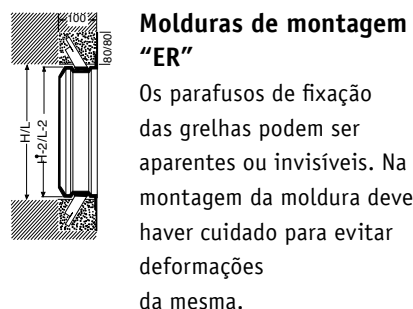 100
80/80
H/L
H-2/L-2
Molduras de montagem
“ER”
Os parafusos de fixação
das grelhas podem ser
aparentes ou invisíveis. Na
montagem da moldura deve
haver cuidado para evitar
deformações
da mesma.